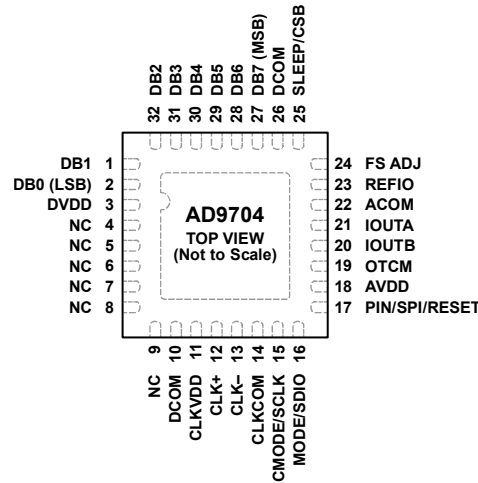 32 DB2
31 DB3
30 DB4
29 DB5
28 DB6
27 DB7 (MSB)
26 DCOM
25 SLEEP/CSB
DB1 1
DB0 (LSB) 2
DVDD 3
NC 4
NC 5
NC 6
NC 7
NC 8
AD9704
TOP VIEW
(Not to Scale)
24 FS ADJ
23 REFIO
22 ACOM
21 IOUTA
20 IOUTB
19 OTCM
18 AVDD
17 PIN/SPI/RESET
NC 9
DCOM 10
CLKVDD 11
CLK+ 12
CLK– 13
CLKCOM 14
CMODE/SCLK 15
MODE/SDIO 16